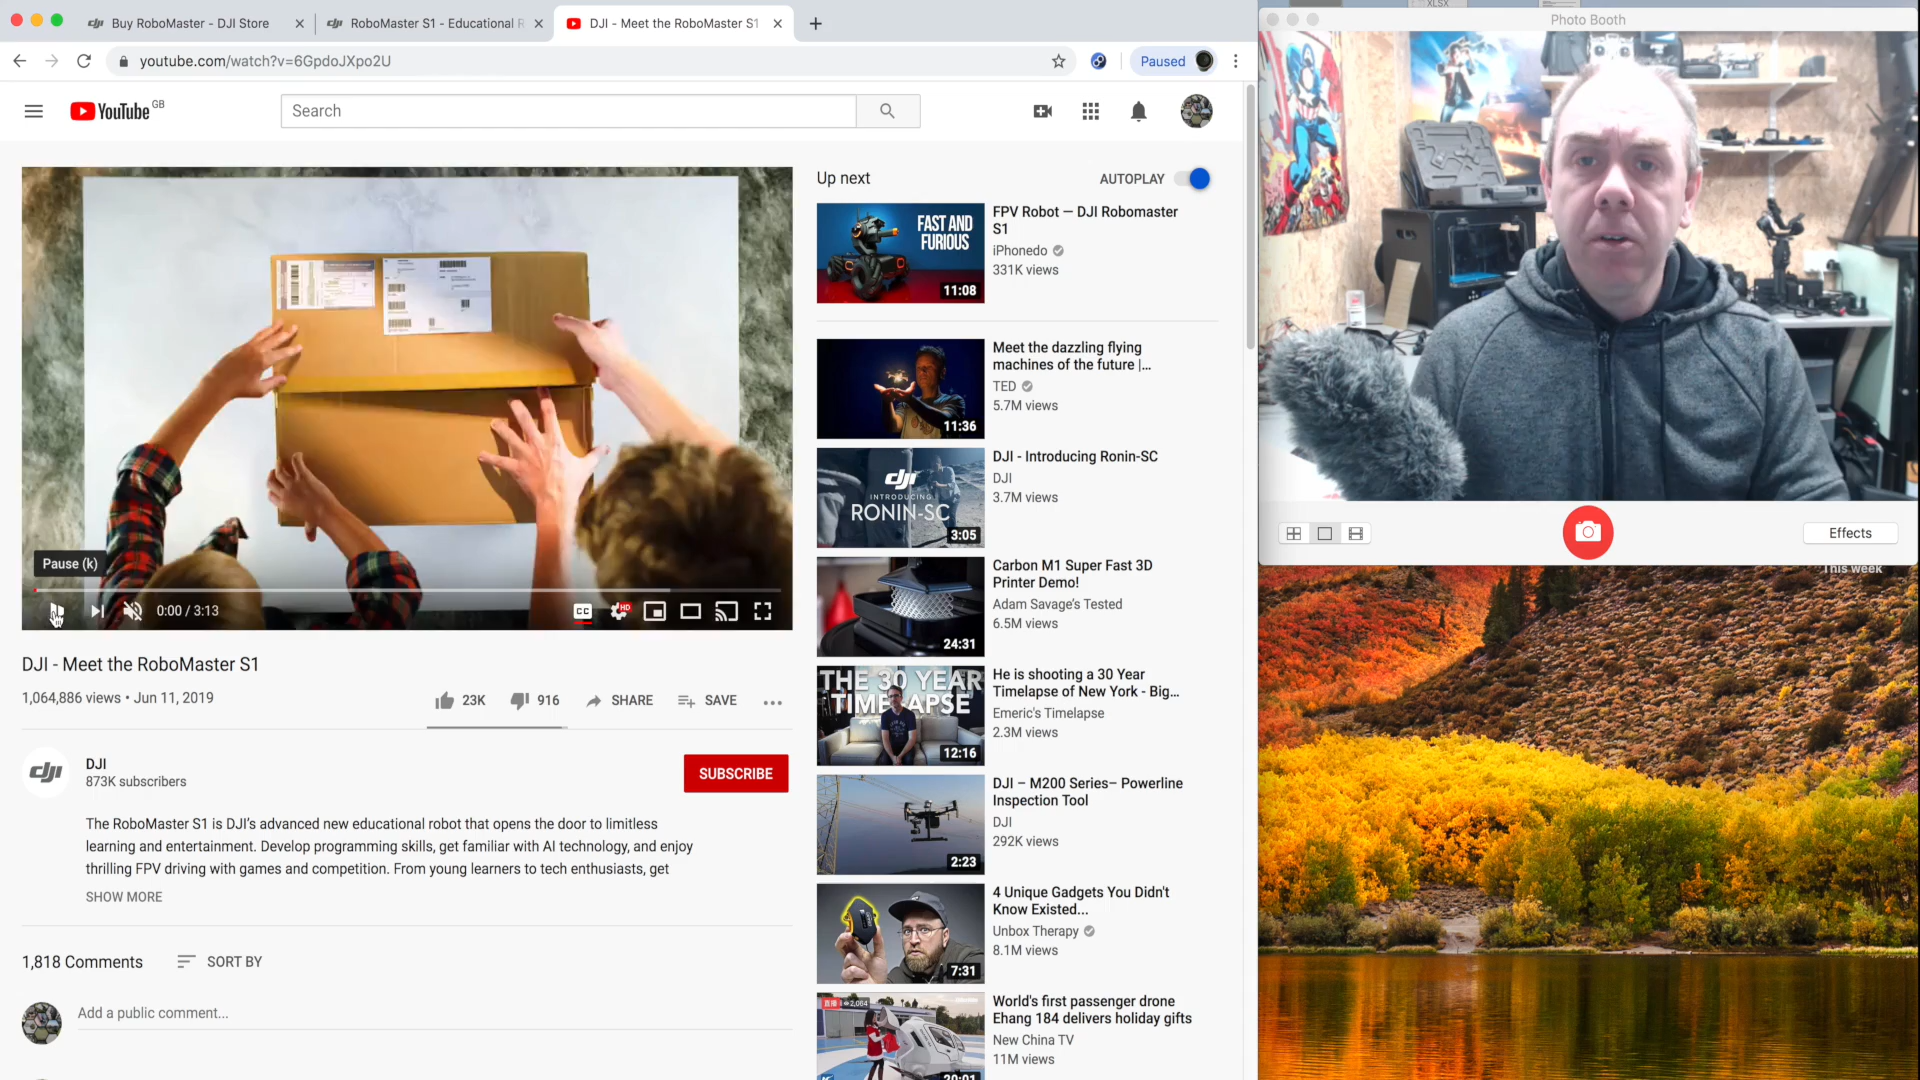 Buy RoboMaster - DJI Store
RoboMaster S1 - Educational R
DJI - Meet the RoboMaster S1
youtube.com/watch?v=6GpdoJXpo2U
Paused
YouTube GB
Search
Pause (k)
0:00 / 3:13
CC
HD
DJI - Meet the RoboMaster S1
1,064,886 views • Jun 11, 2019
23K
916
SHARE
SAVE
DJI
873K subscribers
SUBSCRIBE
The RoboMaster S1 is DJI's advanced new educational robot that opens the door to limitless
learning and entertainment. Develop programming skills, get familiar with AI technology, and enjoy
thrilling FPV driving with games and competition. From young learners to tech enthusiasts, get
SHOW MORE
1,818 Comments
SORT BY
Add a public comment...
Up next
AUTOPLAY
FAST AND
FURIOUS
11:08
FPV Robot — DJI Robomaster
S1
iPhonedo
331K views
11:36
Meet the dazzling flying
machines of the future |...
TED
5.7M views
dji
INTRODUCING
RONIN-SC
3:05
DJI - Introducing Ronin-SC
DJI
3.7M views
24:31
Carbon M1 Super Fast 3D
Printer Demo!
Adam Savage's Tested
6.5M views
THE 30 YEAR
TIMELAPSE
12:16
He is shooting a 30 Year
Timelapse of New York - Big...
Emeric's Timelapse
2.3M views
2:23
DJI – M200 Series– Powerline
Inspection Tool
DJI
292K views
7:31
4 Unique Gadgets You Didn't
Know Existed...
Unbox Therapy
8.1M views
20:01
World's first passenger drone
Ehang 184 delivers holiday gifts
New China TV
11M views
XLSX
Photo Booth
Effects
This week